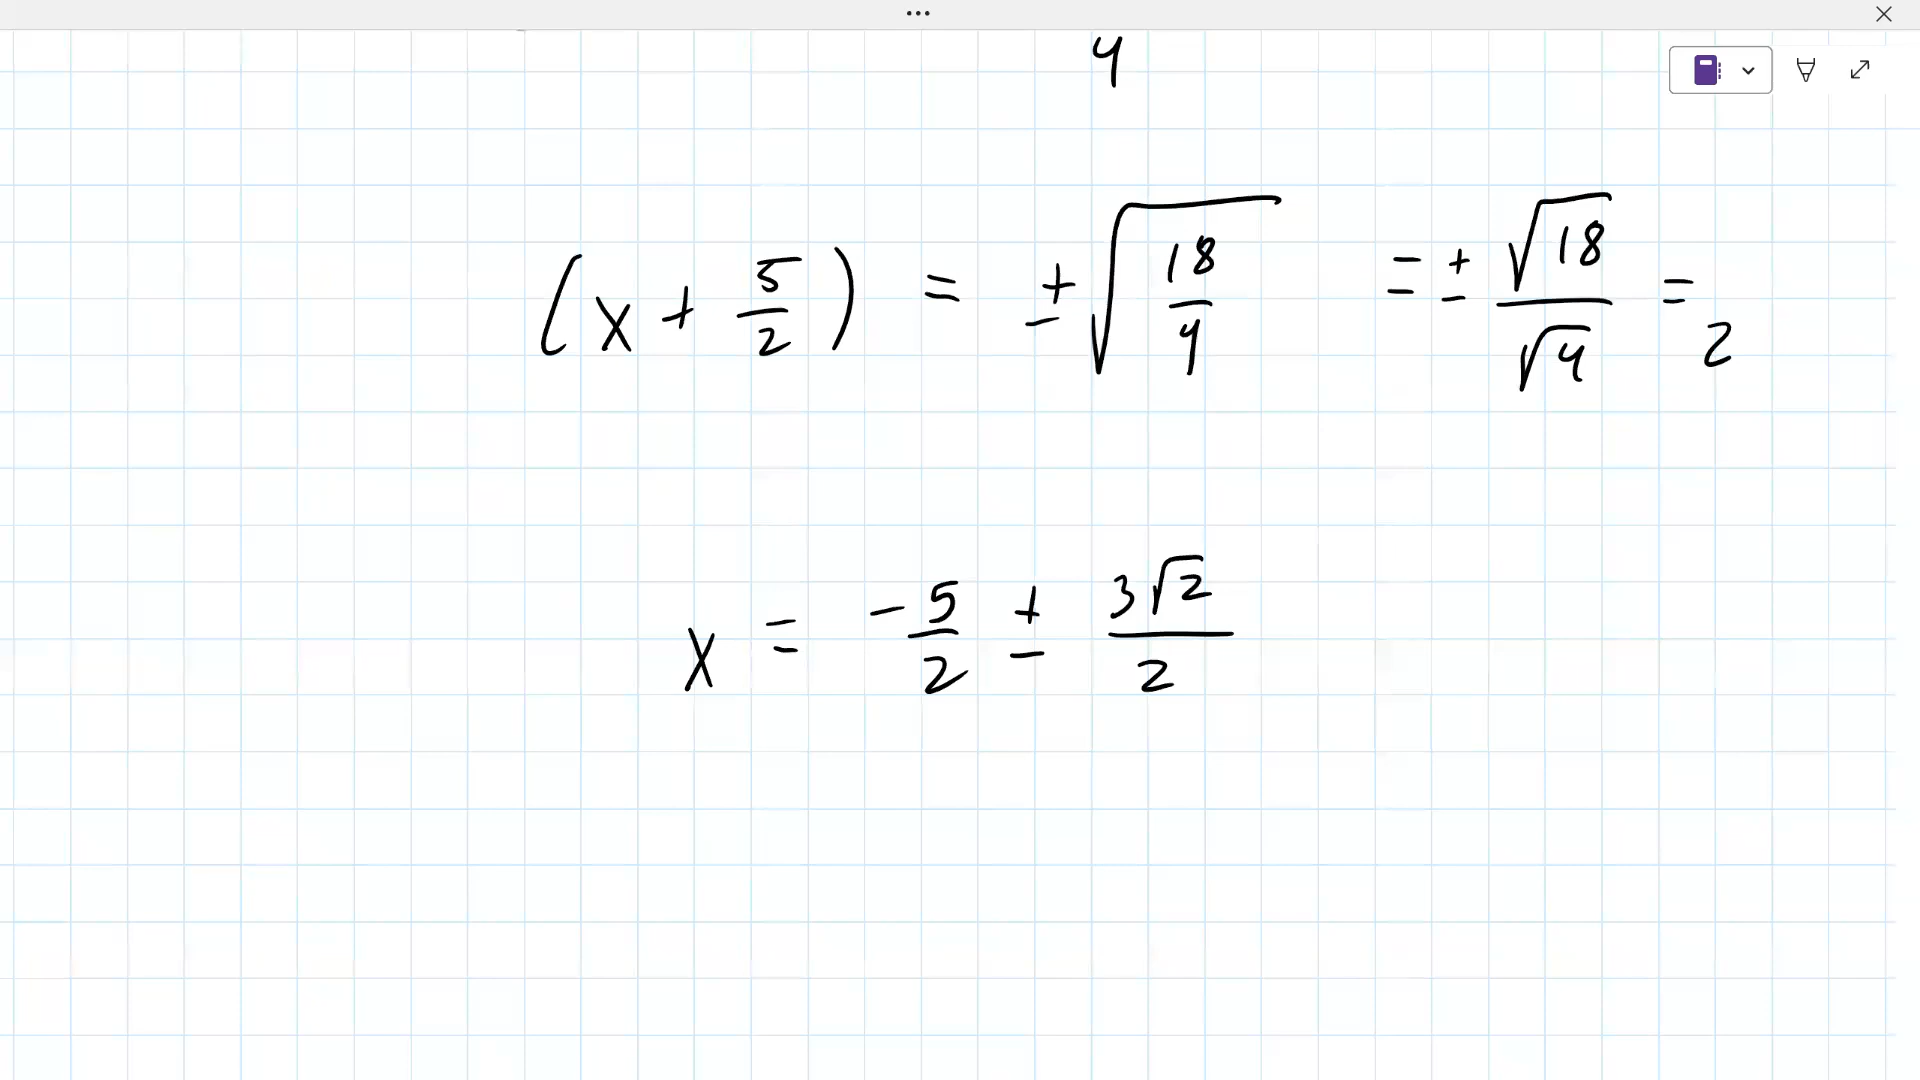 4
(x + 5/2) = ± √(18/4) = ± √18/√4 = 2
x = -5/2 ± 3√2/2